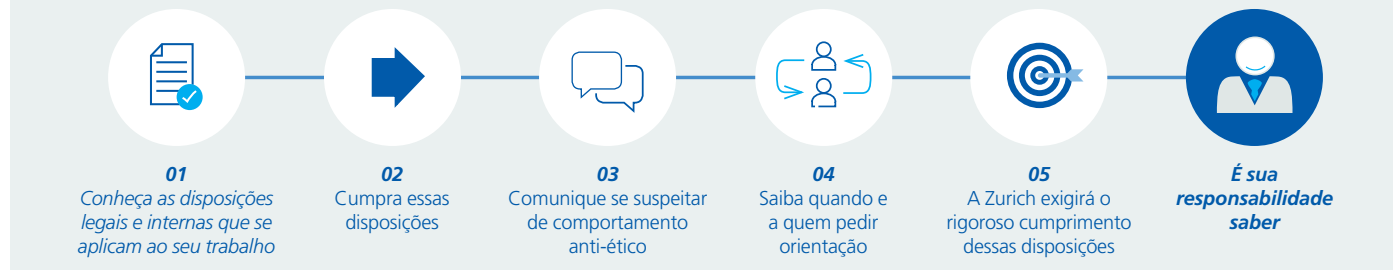 01
Conheça as disposições
legais e internas que se
aplicam ao seu trabalho
02
Cumpra essas
disposições
03
Comunique se suspeitar
de comportamento
anti-ético
04
Saiba quando e
a quem pedir
orientação
05
A Zurich exigirá o
rigoroso cumprimento
dessas disposições
É sua
responsabilidade
saber